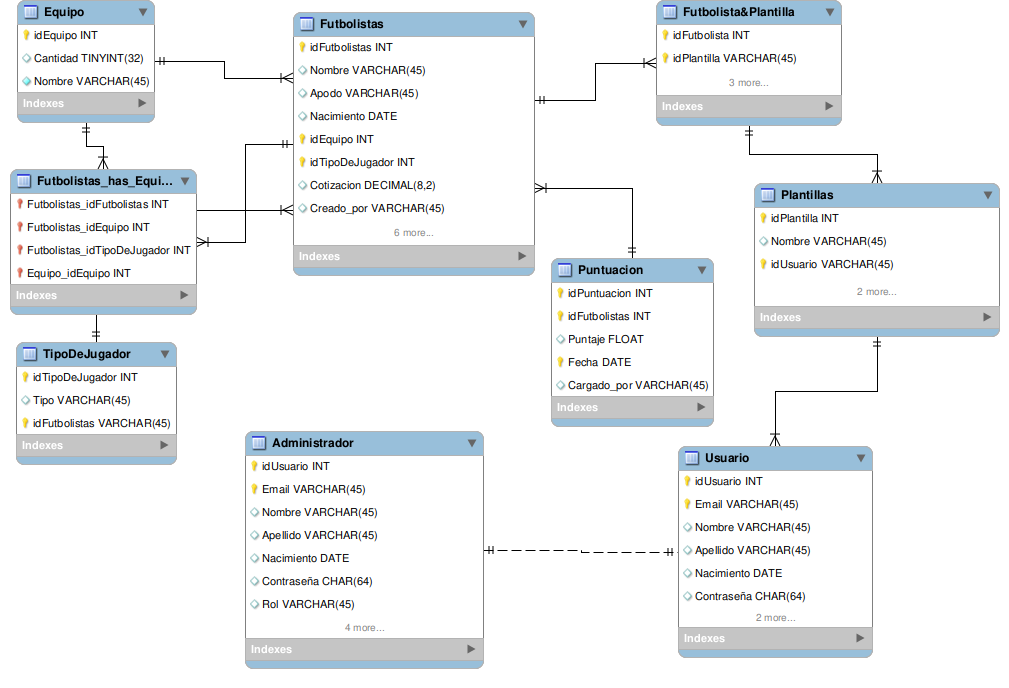 Equipo
idEquipo INT
Cantidad TINYINT(32)
Nombre VARCHAR(45)
Indexes
Futbolistas
idFutbolistas INT
Nombre VARCHAR(45)
Apodo VARCHAR(45)
Nacimiento DATE
idEquipo INT
idTipoDeJugador INT
Cotizacion DECIMAL(8,2)
Creado_por VARCHAR(45)
6 more...
Indexes
Futbolista&Plantilla
idFutbolista INT
idPlantilla VARCHAR(45)
3 more...
Indexes
Futbolistas_has_Equi...
Futbolistas_idFutbolistas INT
Futbolistas_idEquipo INT
Futbolistas_idTipoDeJugador INT
Equipo_idEquipo INT
Indexes
Plantillas
idPlantilla INT
Nombre VARCHAR(45)
idUsuario VARCHAR(45)
2 more...
Indexes
Puntuacion
idPuntuacion INT
idFutbolistas INT
Puntaje FLOAT
Fecha DATE
Cargado_por VARCHAR(45)
Indexes
TipoDeJugador
idTipoDeJugador INT
Tipo VARCHAR(45)
idFutbolistas VARCHAR(45)
Indexes
Administrador
idUsuario INT
Email VARCHAR(45)
Nombre VARCHAR(45)
Apellido VARCHAR(45)
Nacimiento DATE
Contraseña CHAR(64)
Rol VARCHAR(45)
4 more...
Indexes
Usuario
idUsuario INT
Email VARCHAR(45)
Nombre VARCHAR(45)
Apellido VARCHAR(45)
Nacimiento DATE
Contraseña CHAR(64)
2 more...
Indexes